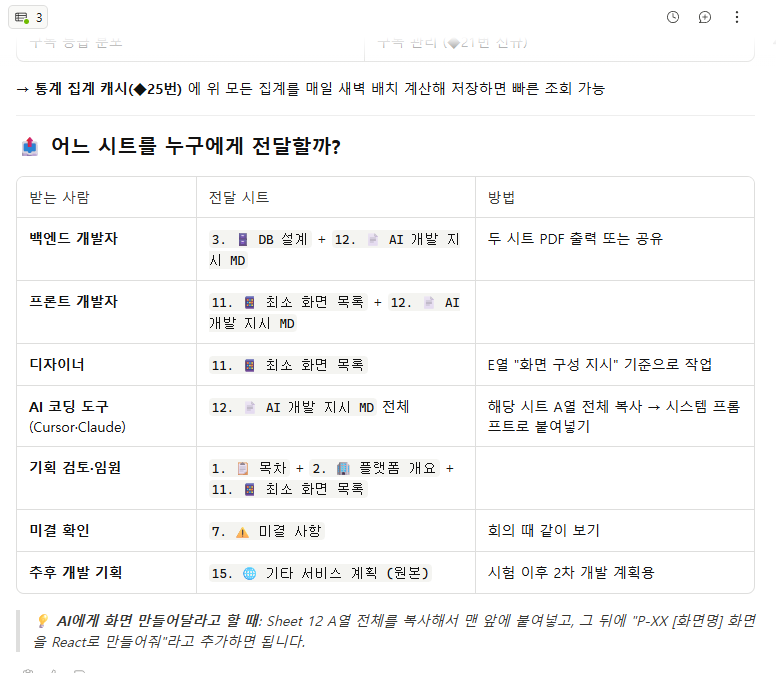 3
구독 등급 분포
구독 관리 (◆21번 신규)
→ 통계 집계 캐시(◆25번) 에 위 모든 집계를 매일 새벽 배치 계산해 저장하면 빠른 조회 가능
어느 시트를 누구에게 전달할까?
받는 사람
전달 시트
방법
백엔드 개발자
3. DB 설계 + 12. AI 개발 지
시 MD
두 시트 PDF 출력 또는 공유
프론트 개발자
11. 최소 화면 목록 + 12. AI
개발 지시 MD
디자이너
11. 최소 화면 목록
E열 "화면 구성 지시" 기준으로 작업
AI 코딩 도구
(Cursor·Claude)
12. AI 개발 지시 MD 전체
해당 시트 A열 전체 복사 → 시스템 프롬
프트로 붙여넣기
기획 검토·임원
1. 목차 + 2. 플랫폼 개요 +
11. 최소 화면 목록
미결 확인
7. ⚠️ 미결 사항
회의 때 같이 보기
추후 개발 기획
15. 기타 서비스 계획 (원본)
시험 이후 2차 개발 계획용
AI에게 화면 만들어달라고 할 때: Sheet 12 A열 전체를 복사해서 맨 앞에 붙여넣고, 그 뒤에 "P-XX [화면명] 화면
을 React로 만들어줘"라고 추가하면 됩니다.